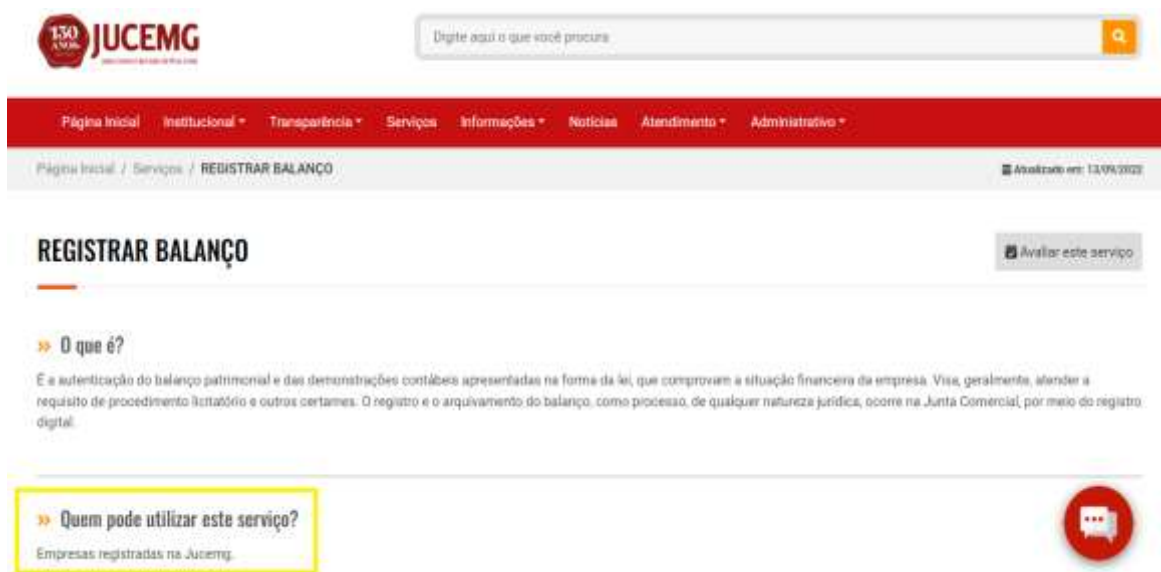 130
ANOS
JUCEMG
Digite aqui o que você procura
Página Inicial Institucional Transparência Serviços Informações Notícias Atendimento Administrativo
Página Inicial / Serviços / REGISTRAR BALANÇO
Atualizado em: 13/09/2022
REGISTRAR BALANÇO
Avaliar este serviço
» O que é?
É a autenticação do balanço patrimonial e das demonstrações contábeis apresentadas na forma da lei, que comprovam a situação financeira da empresa. Visa, geralmente, atender a
requisito de procedimento licitatório e outros certames. O registro e o arquivamento do balanço, como processo, de qualquer natureza jurídica, ocorre na Junta Comercial, por meio do registro
digital.
» Quem pode utilizar este serviço?
Empresas registradas na Jucemg.